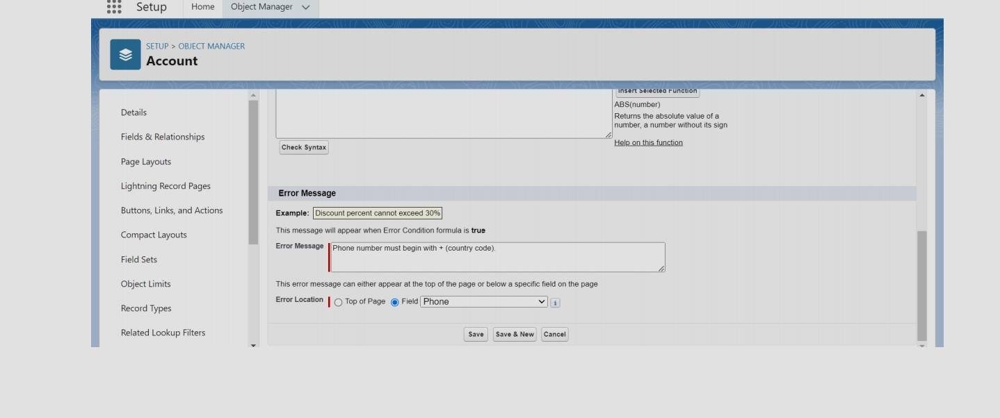 Setup
Home
Object Manager
SETUP > OBJECT MANAGER
Account
Details
Fields & Relationships
Page Layouts
Lightning Record Pages
Buttons, Links, and Actions
Compact Layouts
Field Sets
Object Limits
Record Types
Related Lookup Filters
Insert Selected Function
ABS(number)
Returns the absolute value of a
number, a number without its sign
Help on this function
Check Syntax
Error Message
Example: Discount percent cannot exceed 30%
This message will appear when Error Condition formula is true
Error Message Phone number must begin with + (country code).
This error message can either appear at the top of the page or below a specific field on the page
Error Location Top of Page Field Phone i
Save Save & New Cancel